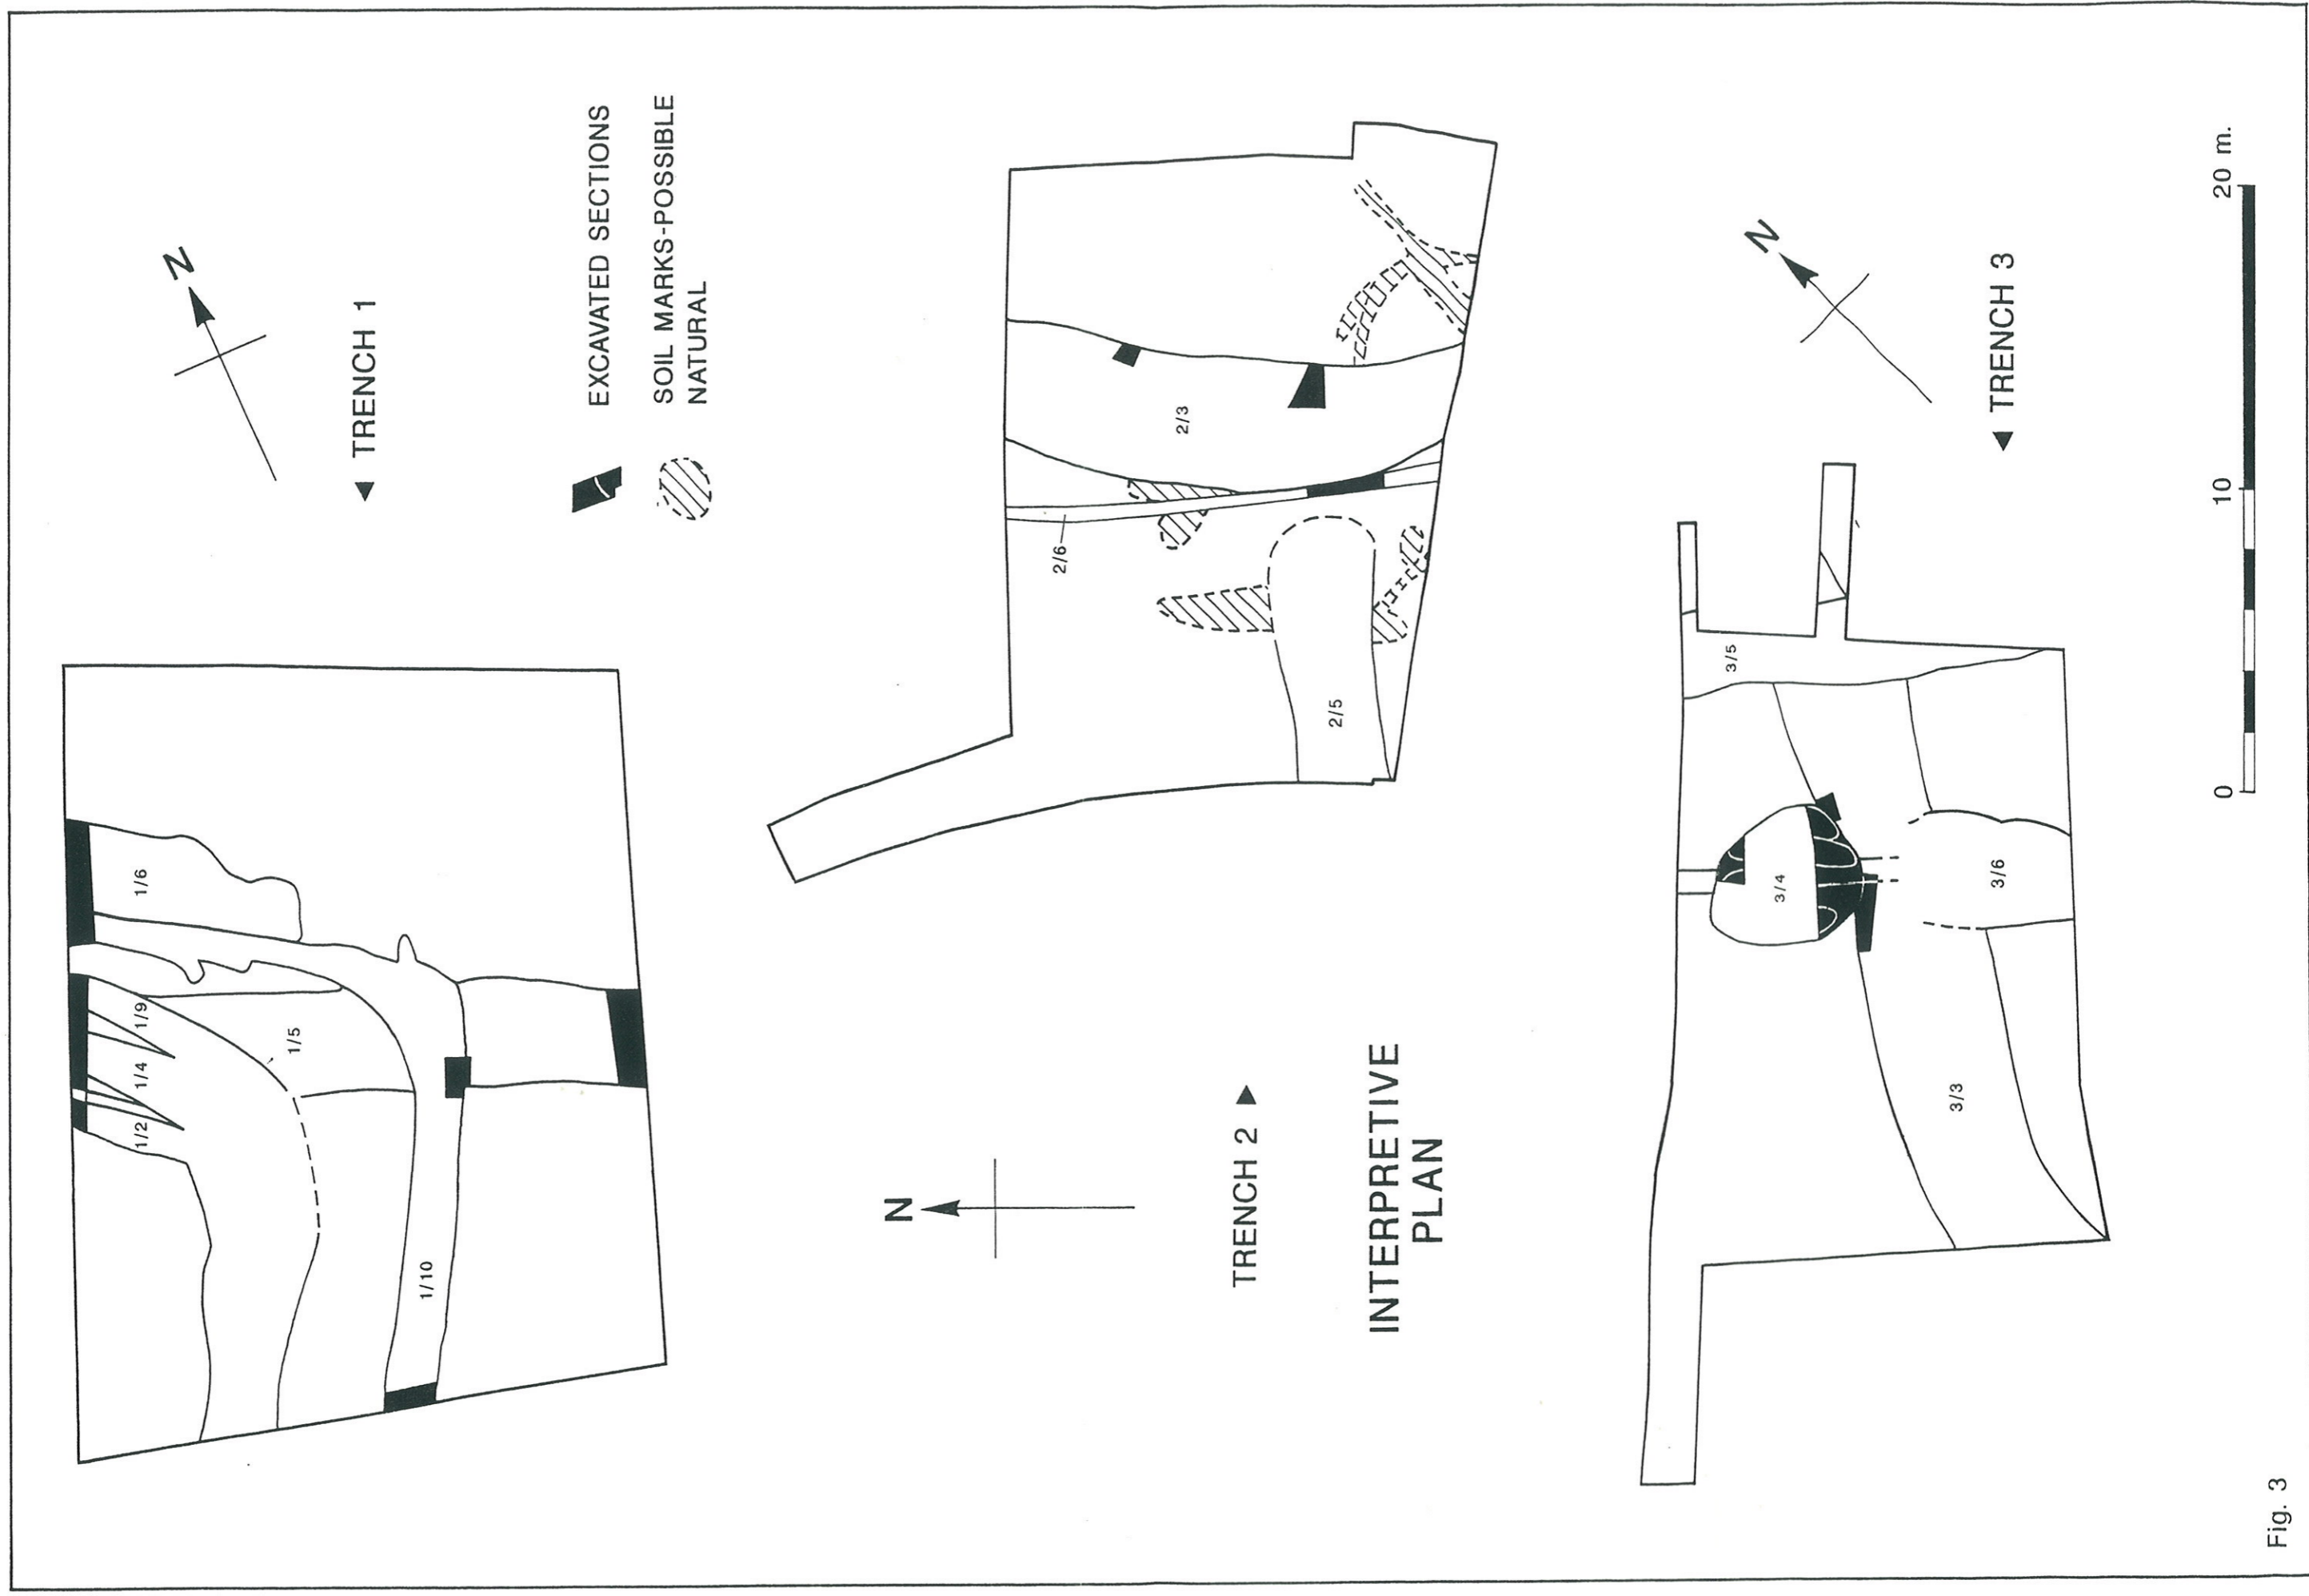 N
◄ TRENCH 1
EXCAVATED SECTIONS
SOIL MARKS-POSSIBLE
NATURAL
1/6
1/9
1/5
1/4
1/2
1/10
N
TRENCH 2 ►
2/3
2/6
2/5
INTERPRETIVE
PLAN
N
◄ TRENCH 3
3/5
3/4
3/6
3/3
0 10 20 m.
Fig. 3